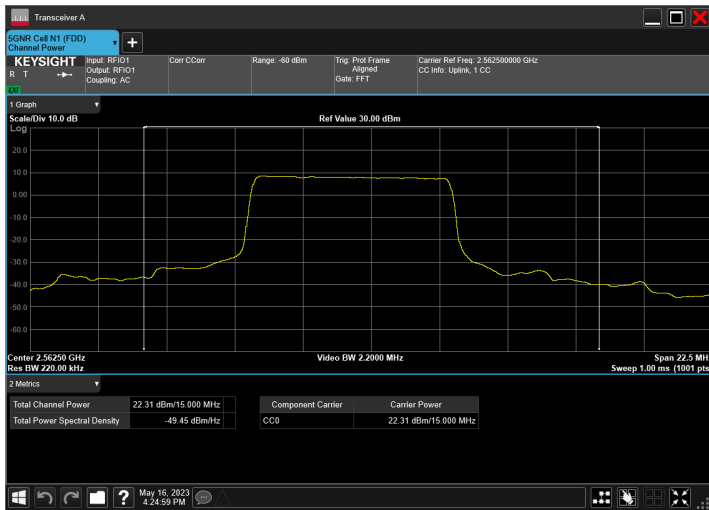 Transceiver A
5GNR Cell N1 (FDD)
Channel Power
KEYSIGHT
R T
LXI
Input: RFIO1
Output: RFIO1
Coupling: AC
Corr CCorr
Range: -60 dBm
Trig: Prot Frame
Aligned
Gate: FFT
Carrier Ref Freq: 2.562500000 GHz
CC Info: Uplink, 1 CC
1 Graph
Scale/Div 10.0 dB
Ref Value 30.00 dBm
Log
20.0
10.0
0.00
-10.0
-20.0
-30.0
-40.0
-50.0
-60.0
Center 2.56250 GHz
Video BW 2.2000 MHz
Span 22.5 MH
Res BW 220.00 kHz
Sweep 1.00 ms (1001 pts
2 Metrics
Total Channel Power 22.31 dBm/15.000 MHz
Total Power Spectral Density -49.45 dBm/Hz
Component Carrier Carrier Power
CC0 22.31 dBm/15.000 MHz
May 16, 2023
4:24:59 PM